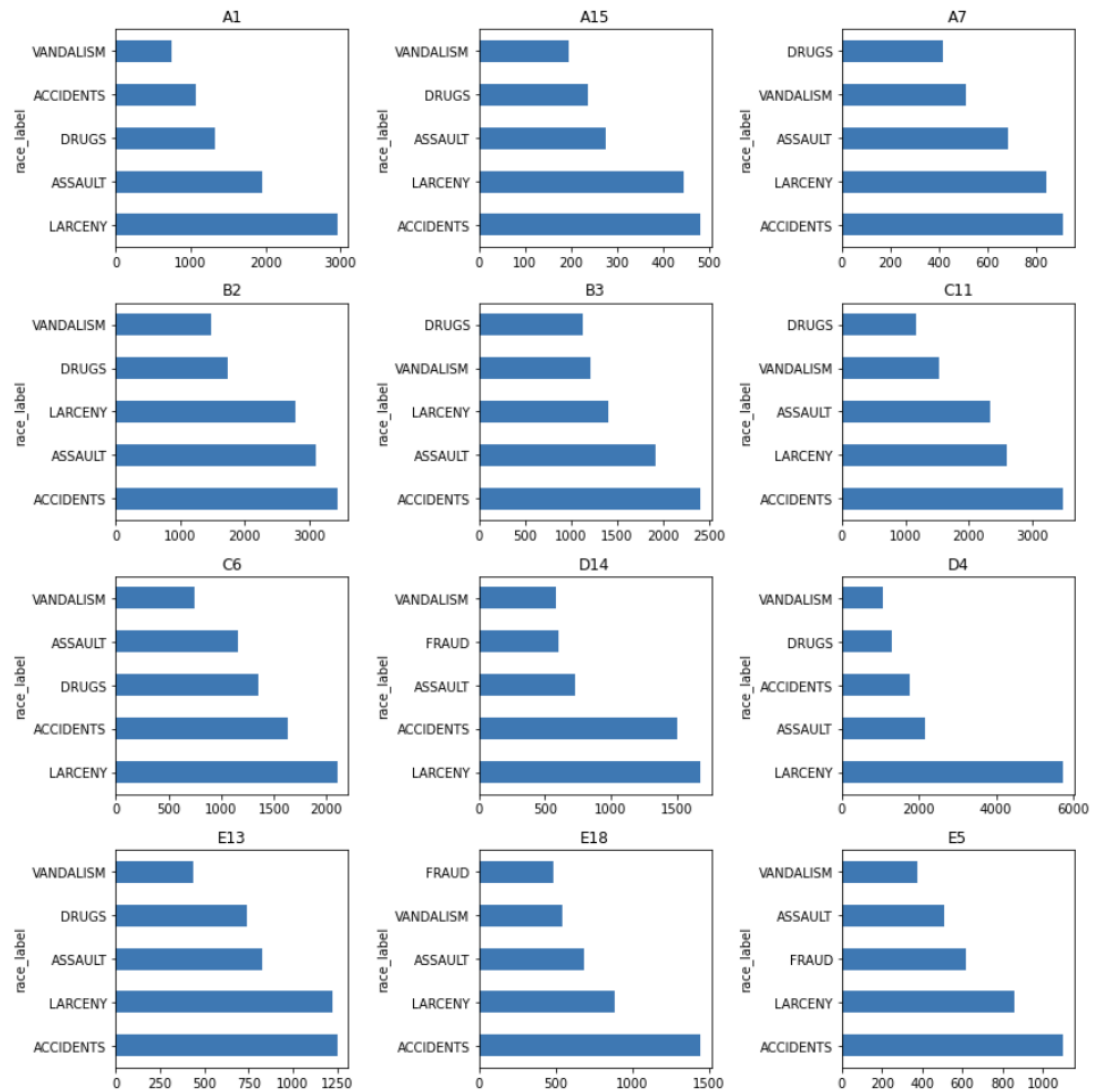 A1
VANDALISM
ACCIDENTS
DRUGS
ASSAULT
LARCENY
race_label
0 1000 2000 3000
A15
VANDALISM
DRUGS
ASSAULT
LARCENY
ACCIDENTS
race_label
0 100 200 300 400 500
A7
DRUGS
VANDALISM
ASSAULT
LARCENY
ACCIDENTS
race_label
0 200 400 600 800
B2
VANDALISM
DRUGS
LARCENY
ASSAULT
ACCIDENTS
race_label
0 1000 2000 3000
B3
DRUGS
VANDALISM
LARCENY
ASSAULT
ACCIDENTS
race_label
0 500 1000 1500 2000 2500
C11
DRUGS
VANDALISM
ASSAULT
LARCENY
ACCIDENTS
race_label
0 1000 2000 3000
C6
VANDALISM
ASSAULT
DRUGS
ACCIDENTS
LARCENY
race_label
0 500 1000 1500 2000
D14
VANDALISM
FRAUD
ASSAULT
ACCIDENTS
LARCENY
race_label
0 500 1000 1500
D4
VANDALISM
DRUGS
ACCIDENTS
ASSAULT
LARCENY
race_label
0 2000 4000 6000
E13
VANDALISM
DRUGS
ASSAULT
LARCENY
ACCIDENTS
race_label
0 250 500 750 1000 1250
E18
FRAUD
VANDALISM
ASSAULT
LARCENY
ACCIDENTS
race_label
0 500 1000 1500
E5
VANDALISM
ASSAULT
FRAUD
LARCENY
ACCIDENTS
race_label
0 200 400 600 800 1000